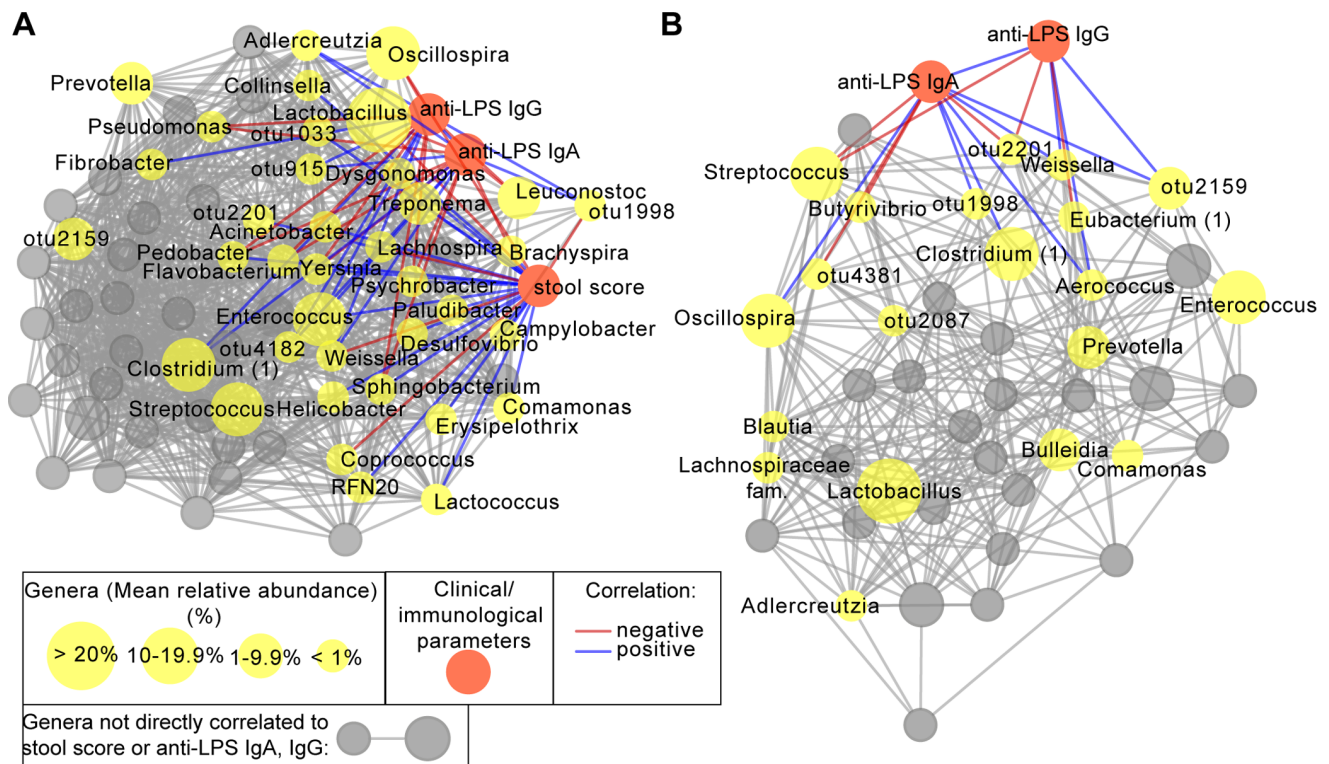 A
Adlercreutzia
Oscillospira
Prevotella
Collinsella
Lactobacillus
anti-LPS IgG
Pseudomonas
otu1033
anti-LPS IgA
Fibrobacter
otu915
Dysgonomonas
Leuconostoc
Treponema
otu1998
otu2201
Acinetobacter
otu2159
Pedobacter
Lachnospira
Brachyspira
Flavobacterium
Yersinia
Psychrobacter
stool score
Enterococcus
Paludibacter
Campylobacter
Desulfovibrio
otu4182
Weissella
Clostridium (1)
Sphingobacterium
Streptococcus
Helicobacter
Comamonas
Erysipelothrix
Coprococcus
RFN20
Lactococcus
B
anti-LPS IgG
anti-LPS IgA
otu2201
Weissella
Streptococcus
otu2159
Butyrivibrio
otu1998
Eubacterium (1)
Clostridium (1)
otu4381
Aerococcus
Enterococcus
Oscillospira
otu2087
Prevotella
Blautia
Bulleidia
Lachnospiraceae
fam.
Comamonas
Lactobacillus
Adlercreutzia
Genera (Mean relative abundance)
(%)
> 20%
10-19.9%
1-9.9%
< 1%
Clinical/
immunological
parameters
Correlation:
negative
positive
Genera not directly correlated to
stool score or anti-LPS IgA, IgG: